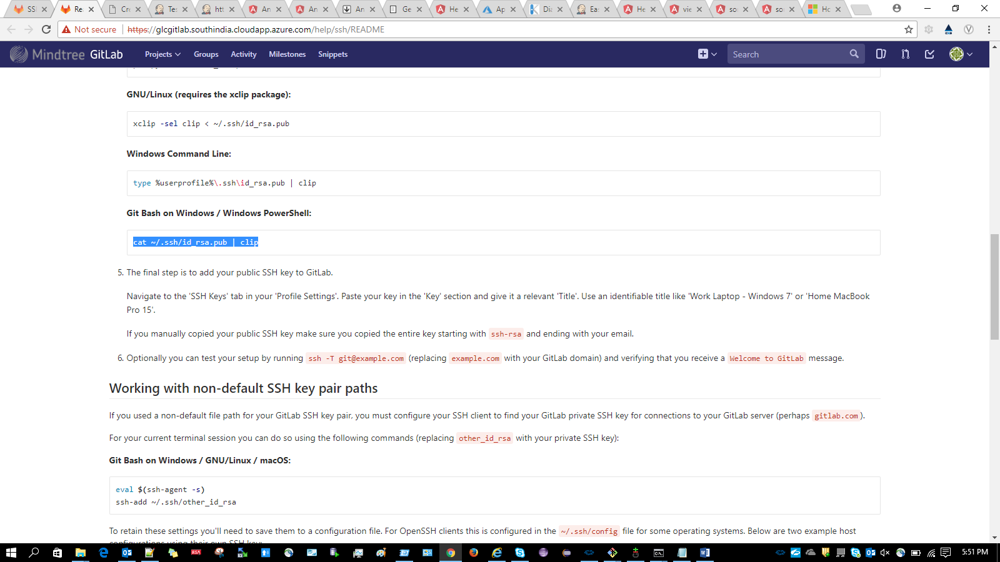 SS
Re
Cre
Tes
htt
An
An
An
Ge
He
Ap
Dia
Eas
He
vie
so
so
Ho
Not secure
https://glcgitlab.southindia.cloudapp.azure.com/help/ssh/README
Mindtree GitLab
Projects
Groups
Activity
Milestones
Snippets
Search
GNU/Linux (requires the xclip package):
xclip -sel clip < ~/.ssh/id_rsa.pub
Windows Command Line:
type %userprofile%\.ssh\id_rsa.pub | clip
Git Bash on Windows / Windows PowerShell:
cat ~/.ssh/id_rsa.pub | clip
5. The final step is to add your public SSH key to GitLab.
Navigate to the 'SSH Keys' tab in your 'Profile Settings'. Paste your key in the 'Key' section and give it a relevant 'Title'. Use an identifiable title like 'Work Laptop - Windows 7' or 'Home MacBook
Pro 15'.
If you manually copied your public SSH key make sure you copied the entire key starting with ssh-rsa and ending with your email.
6. Optionally you can test your setup by running ssh -T git@example.com (replacing example.com with your GitLab domain) and verifying that you receive a Welcome to GitLab message.
Working with non-default SSH key pair paths
If you used a non-default file path for your GitLab SSH key pair, you must configure your SSH client to find your GitLab private SSH key for connections to your GitLab server (perhaps gitlab.com).
For your current terminal session you can do so using the following commands (replacing other_id_rsa with your private SSH key):
Git Bash on Windows / GNU/Linux / macOS:
eval $(ssh-agent -s)
ssh-add ~/.ssh/other_id_rsa
To retain these settings you'll need to save them to a configuration file. For OpenSSH clients this is configured in the ~/.ssh/config file for some operating systems. Below are two example host
configurations using their own SSH key:
5:51 PM